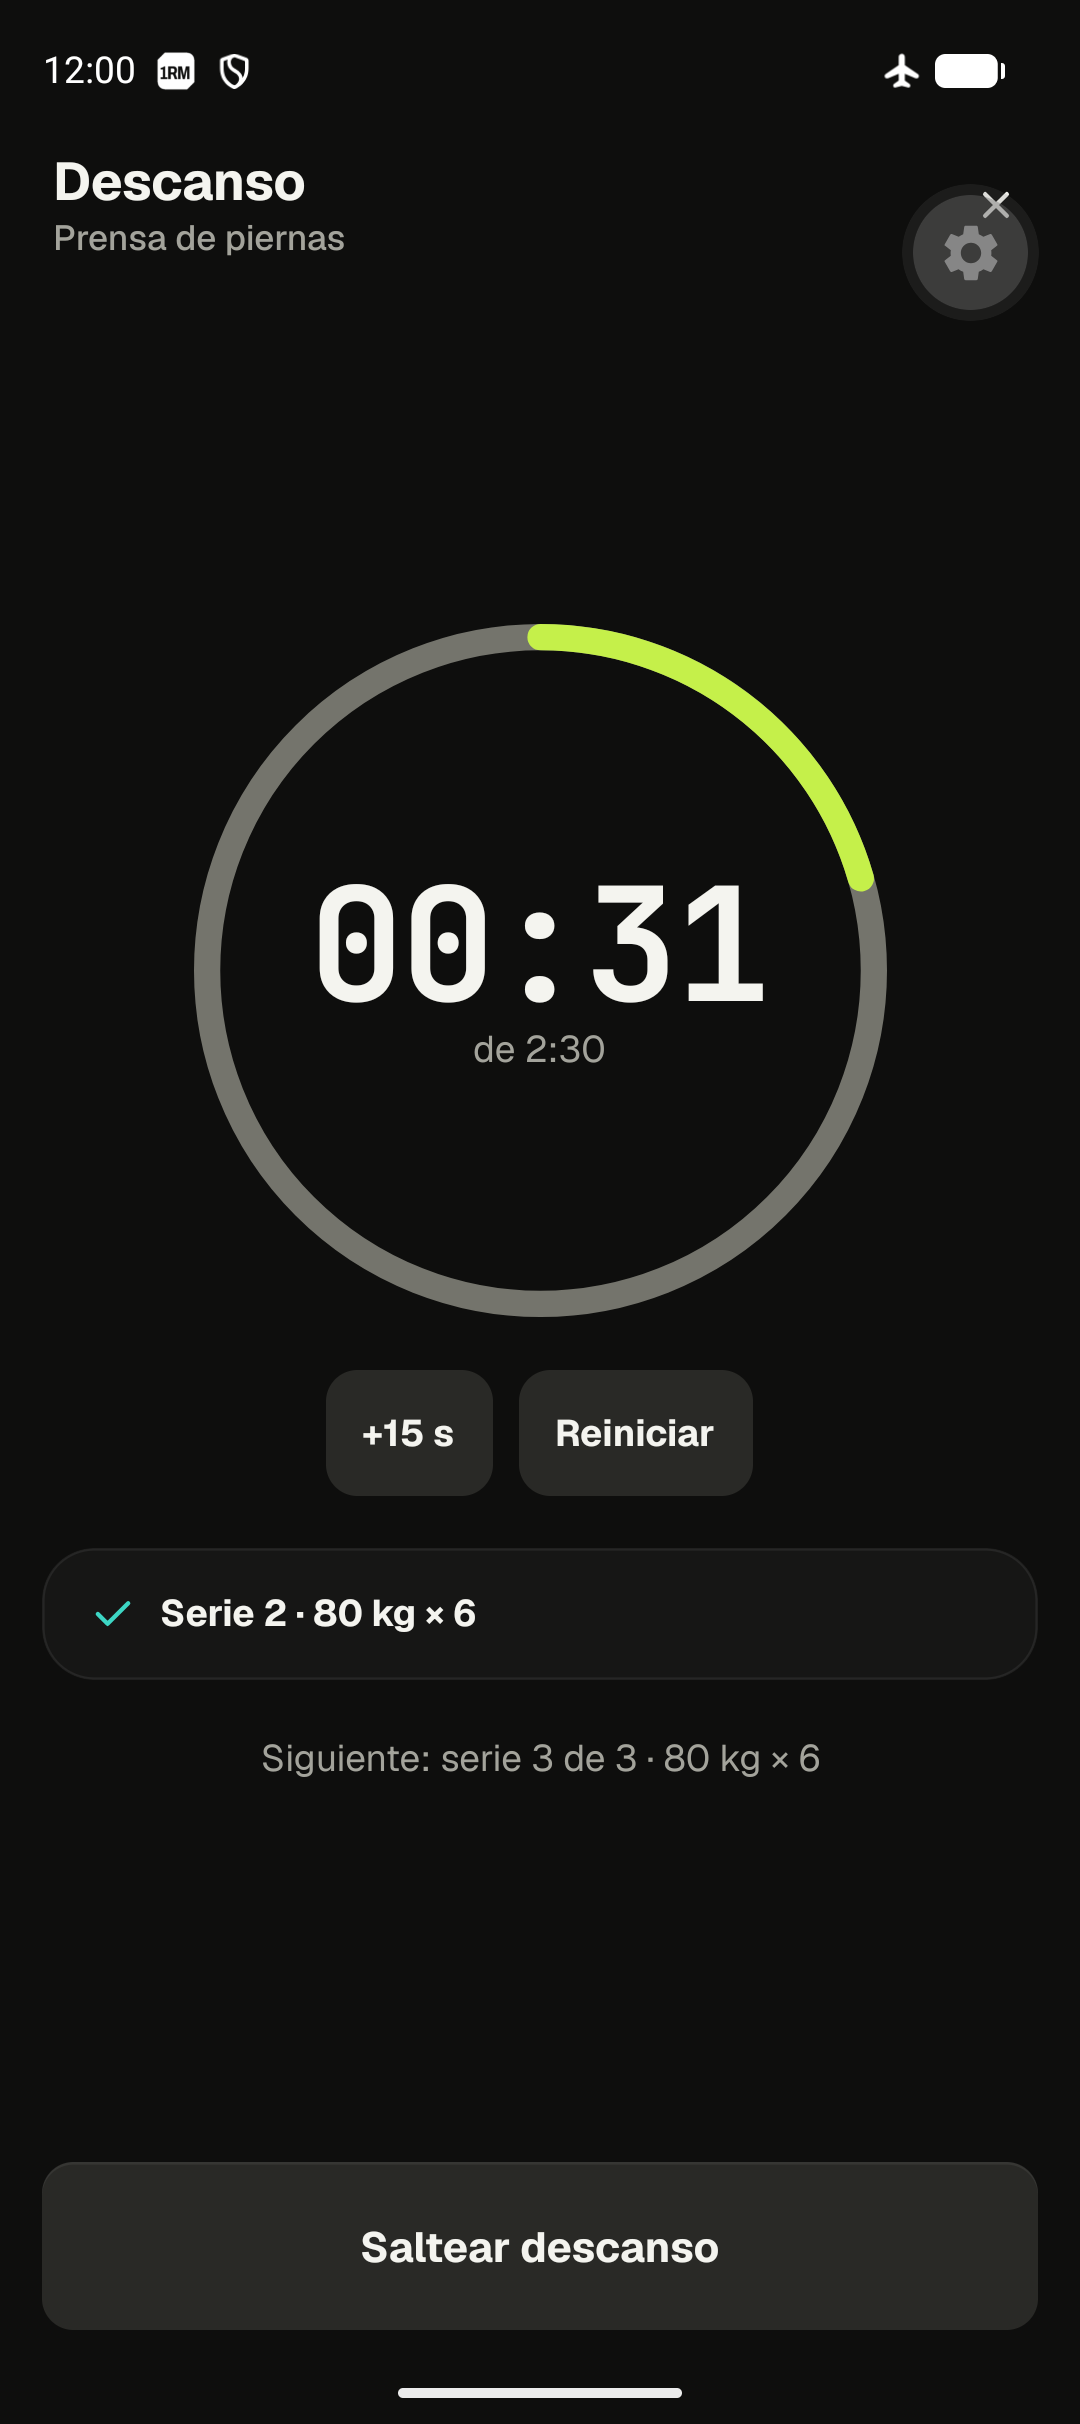 12:00 1RM
Descanso
Prensa de piernas
00:31
de 2:30
+15 s
Reiniciar
Serie 2 · 80 kg × 6
Siguiente: serie 3 de 3 · 80 kg × 6
Saltear descanso